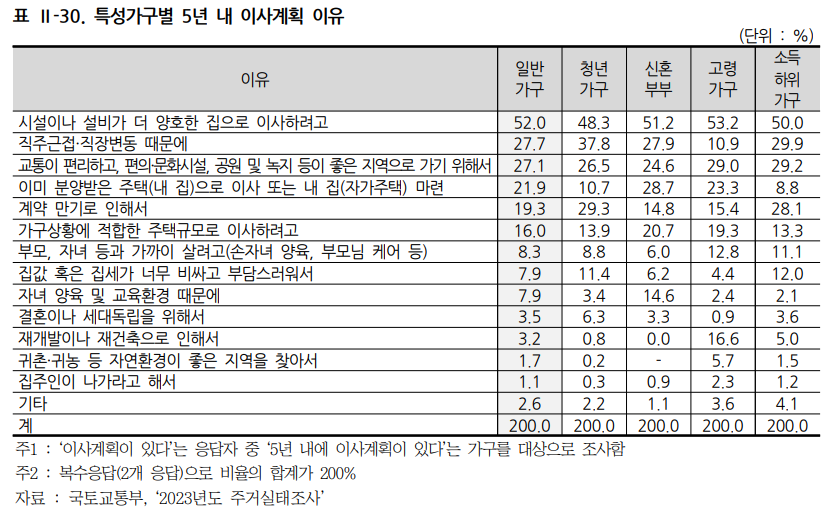 표 Ⅱ-30. 특성가구별 5년 내 이사계획 이유
(단위 : %)
이유 일반가구 청년가구 신혼부부 고령가구 소득하위가구
시설이나 설비가 더 양호한 집으로 이사하려고 52.0 48.3 51.2 53.2 50.0
직주근접·직장변동 때문에 27.7 37.8 27.9 10.9 29.9
교통이 편리하고, 편의·문화시설, 공원 및 녹지 등이 좋은 지역으로 가기 위해서 27.1 26.5 24.6 29.0 29.2
이미 분양받은 주택(내 집)으로 이사 또는 내 집(자가주택) 마련 21.9 10.7 28.7 23.3 8.8
계약 만기로 인해서 19.3 29.3 14.8 15.4 28.1
가구상황에 적합한 주택규모로 이사하려고 16.0 13.9 20.7 19.3 13.3
부모, 자녀 등과 가까이 살려고(손자녀 양육, 부모님 케어 등) 8.3 8.8 6.0 12.8 11.1
집값 혹은 집세가 너무 비싸고 부담스러워서 7.9 11.4 6.2 4.4 12.0
자녀 양육 및 교육환경 때문에 7.9 3.4 14.6 2.4 2.1
결혼이나 세대독립을 위해서 3.5 6.3 3.3 0.9 3.6
재개발이나 재건축으로 인해서 3.2 0.8 0.0 16.6 5.0
귀촌·귀농 등 자연환경이 좋은 지역을 찾아서 1.7 0.2 - 5.7 1.5
집주인이 나가라고 해서 1.1 0.3 0.9 2.3 1.2
기타 2.6 2.2 1.1 3.6 4.1
계 200.0 200.0 200.0 200.0 200.0
주1 : ‘이사계획이 있다’는 응답자 중 ‘5년 내에 이사계획이 있다’는 가구를 대상으로 조사함
주2 : 복수응답(2개 응답)으로 비율의 합계가 200%
자료 : 국토교통부, ‘2023년도 주거실태조사’